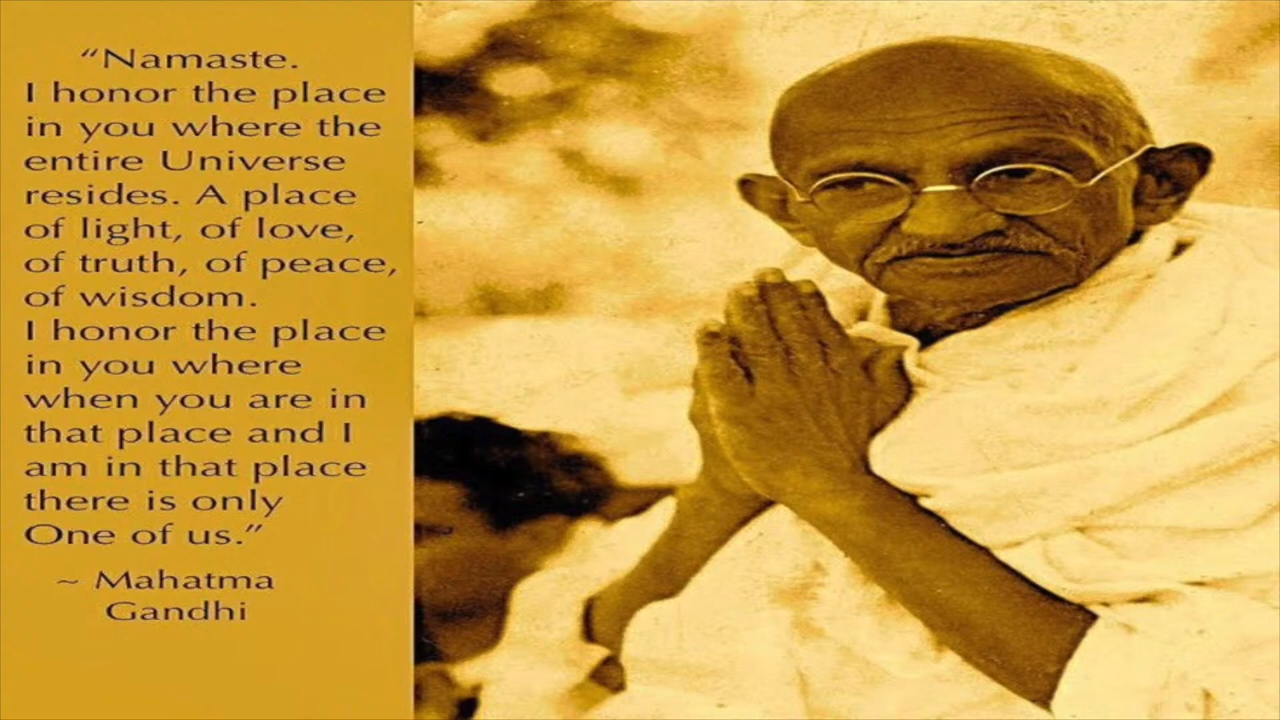 “Namaste.
I honor the place
in you where the
entire Universe
resides. A place
of light, of love,
of truth, of peace,
of wisdom.
I honor the place
in you where
when you are in
that place and I
am in that place
there is only
One of us.”
~ Mahatma
Gandhi